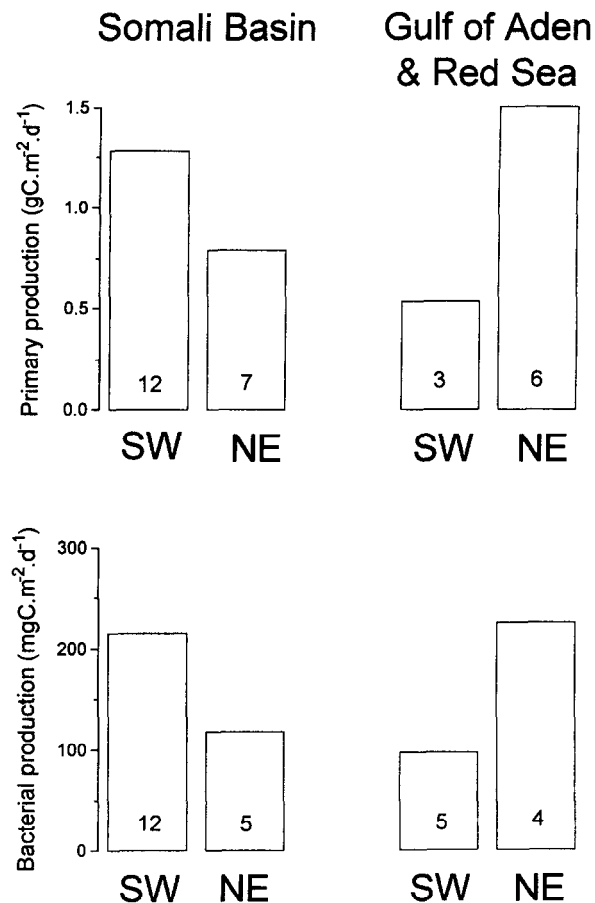 Somali Basin
Gulf of Aden
& Red Sea
Primary production (gC.m⁻².d⁻¹)
1.5
1.0
0.5
0.0
12
7
3
6
SW
NE
SW
NE
Bacterial production (mgC.m⁻².d⁻¹)
300
200
100
0
12
5
5
4
SW
NE
SW
NE